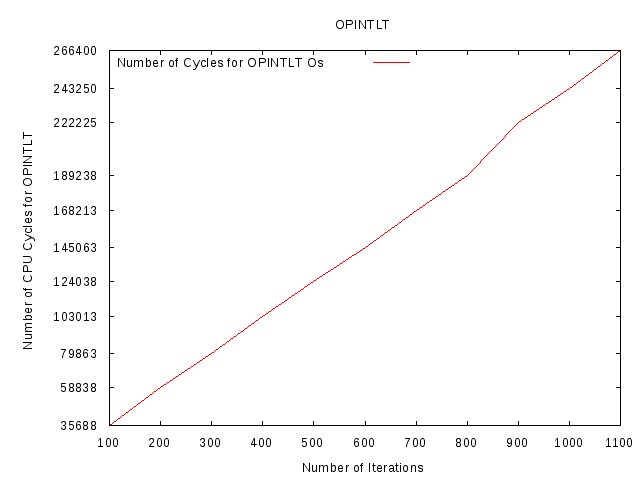 OPINTLT
Number of Cycles for OPINTLT Os
Number of CPU Cycles for OPINTLT
266400
243250
222225
189238
168213
145063
124038
103013
79863
58838
35688
100 200 300 400 500 600 700 800 900 1000 1100
Number of Iterations